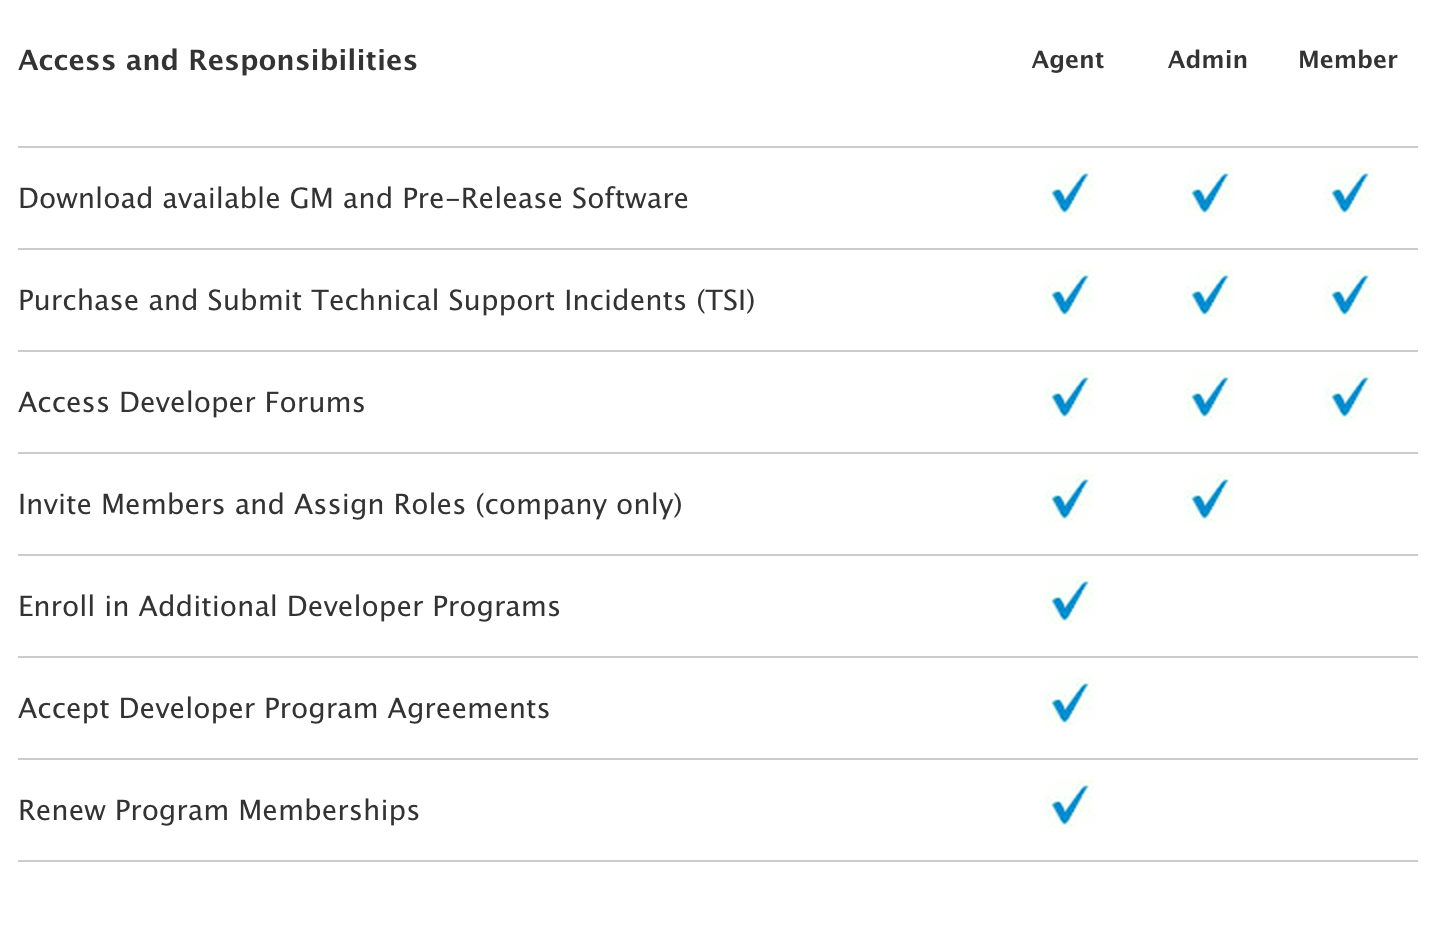 Access and Responsibilities Agent Admin Member
Download available GM and Pre-Release Software
Purchase and Submit Technical Support Incidents (TSI)
Access Developer Forums
Invite Members and Assign Roles (company only)
Enroll in Additional Developer Programs
Accept Developer Program Agreements
Renew Program Memberships